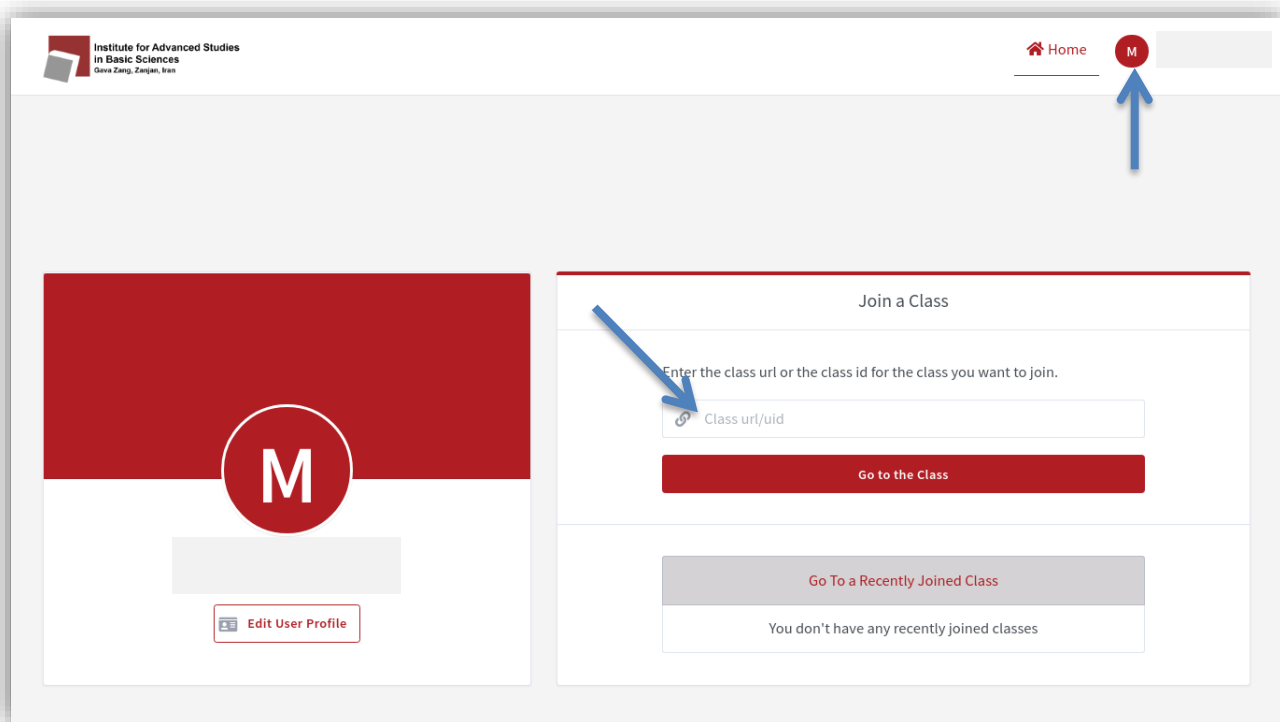 Institute for Advanced Studies
in Basic Sciences
Gava Zang, Zanjan, Iran
Home
M
Join a Class
Enter the class url or the class id for the class you want to join.
Class url/uid
Go to the Class
M
Edit User Profile
Go To a Recently Joined Class
You don't have any recently joined classes